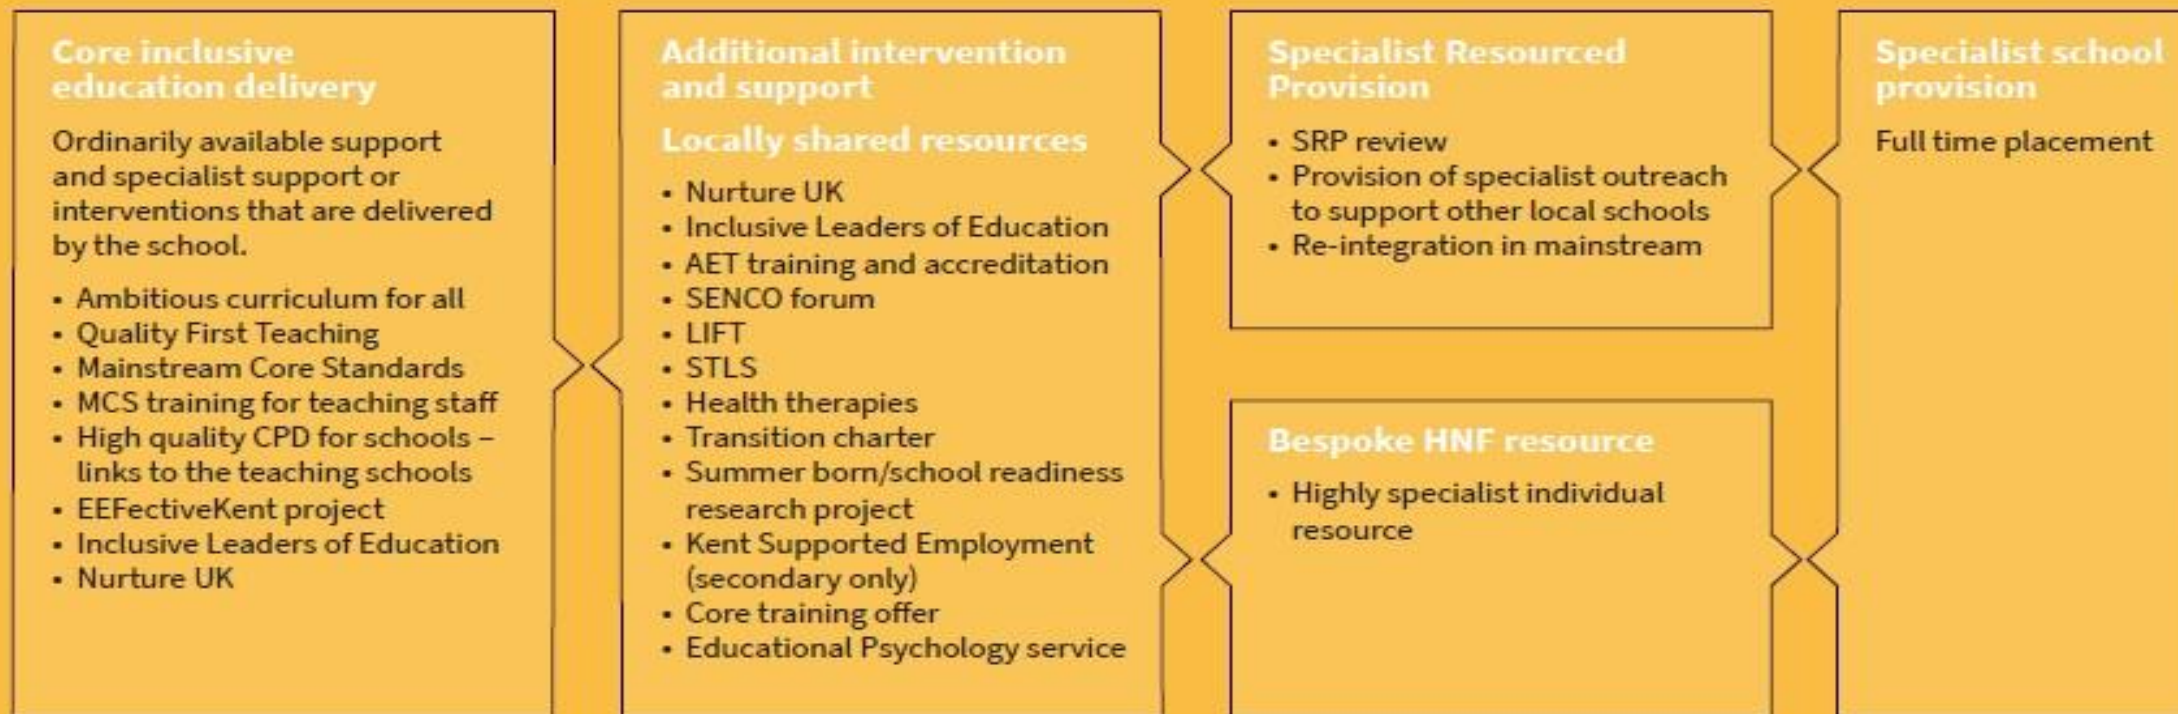 Core inclusive
education delivery
Ordinarily available support
and specialist support or
interventions that are delivered
by the school.
• Ambitious curriculum for all
• Quality First Teaching
• Mainstream Core Standards
• MCS training for teaching staff
• High quality CPD for schools –
links to the teaching schools
• EEFectiveKent project
• Inclusive Leaders of Education
• Nurture UK
Additional intervention
and support
Locally shared resources
• Nurture UK
• Inclusive Leaders of Education
• AET training and accreditation
• SENCO forum
• LIFT
• STLS
• Health therapies
• Transition charter
• Summer born/school readiness
research project
• Kent Supported Employment
(secondary only)
• Core training offer
• Educational Psychology service
Specialist Resourced
Provision
• SRP review
• Provision of specialist outreach
to support other local schools
• Re-integration in mainstream
Bespoke HNF resource
• Highly specialist individual
resource
Specialist school
provision
Full time placement